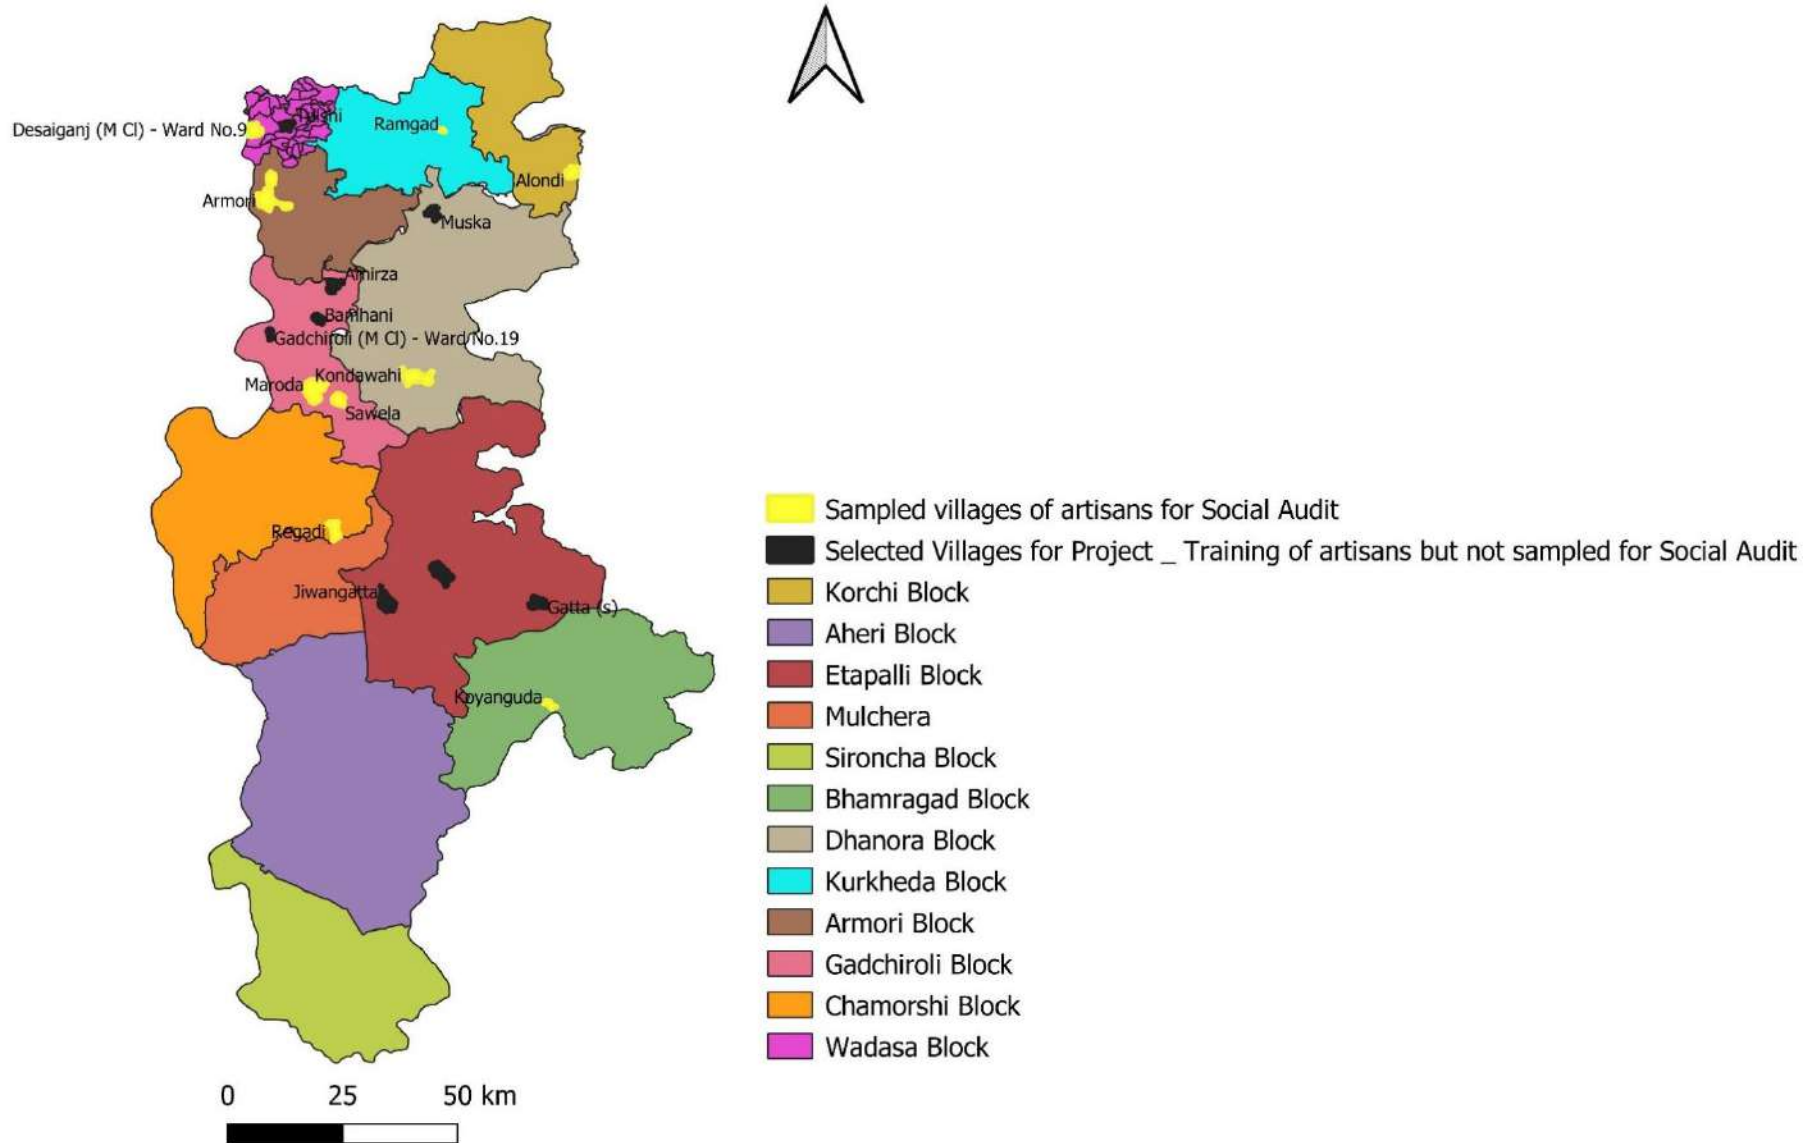 Desaiganj (M Cl) - Ward No.9
Ramgad
Alondi
Armori
Muska
Amirza
Bamhani
Gadchiroli (M Cl) - Ward No.19
Kondawahi
Maroda
Sawela
Regadi
Jiwangatta
Gatta (s)
Koyanguda
Sampled villages of artisans for Social Audit
Selected Villages for Project _ Training of artisans but not sampled for Social Audit
Korchi Block
Aheri Block
Etapalli Block
Mulchera
Sironcha Block
Bhamragad Block
Dhanora Block
Kurkheda Block
Armori Block
Gadchiroli Block
Chamorshi Block
Wadasa Block
0 25 50 km